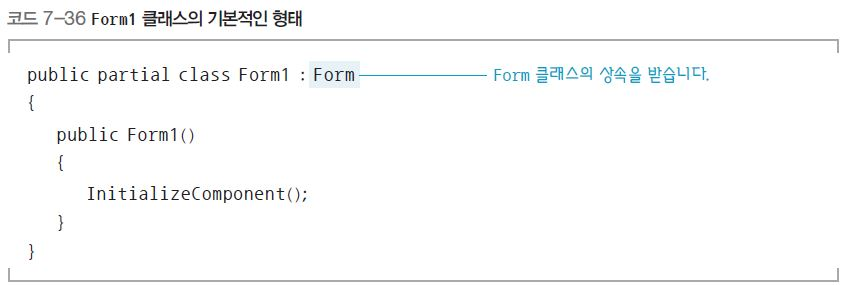 코드 7-36 Form1 클래스의 기본적인 형태
public partial class Form1 : Form Form 클래스의 상속을 받습니다.
{
public Form1()
{
InitializeComponent();
}
}